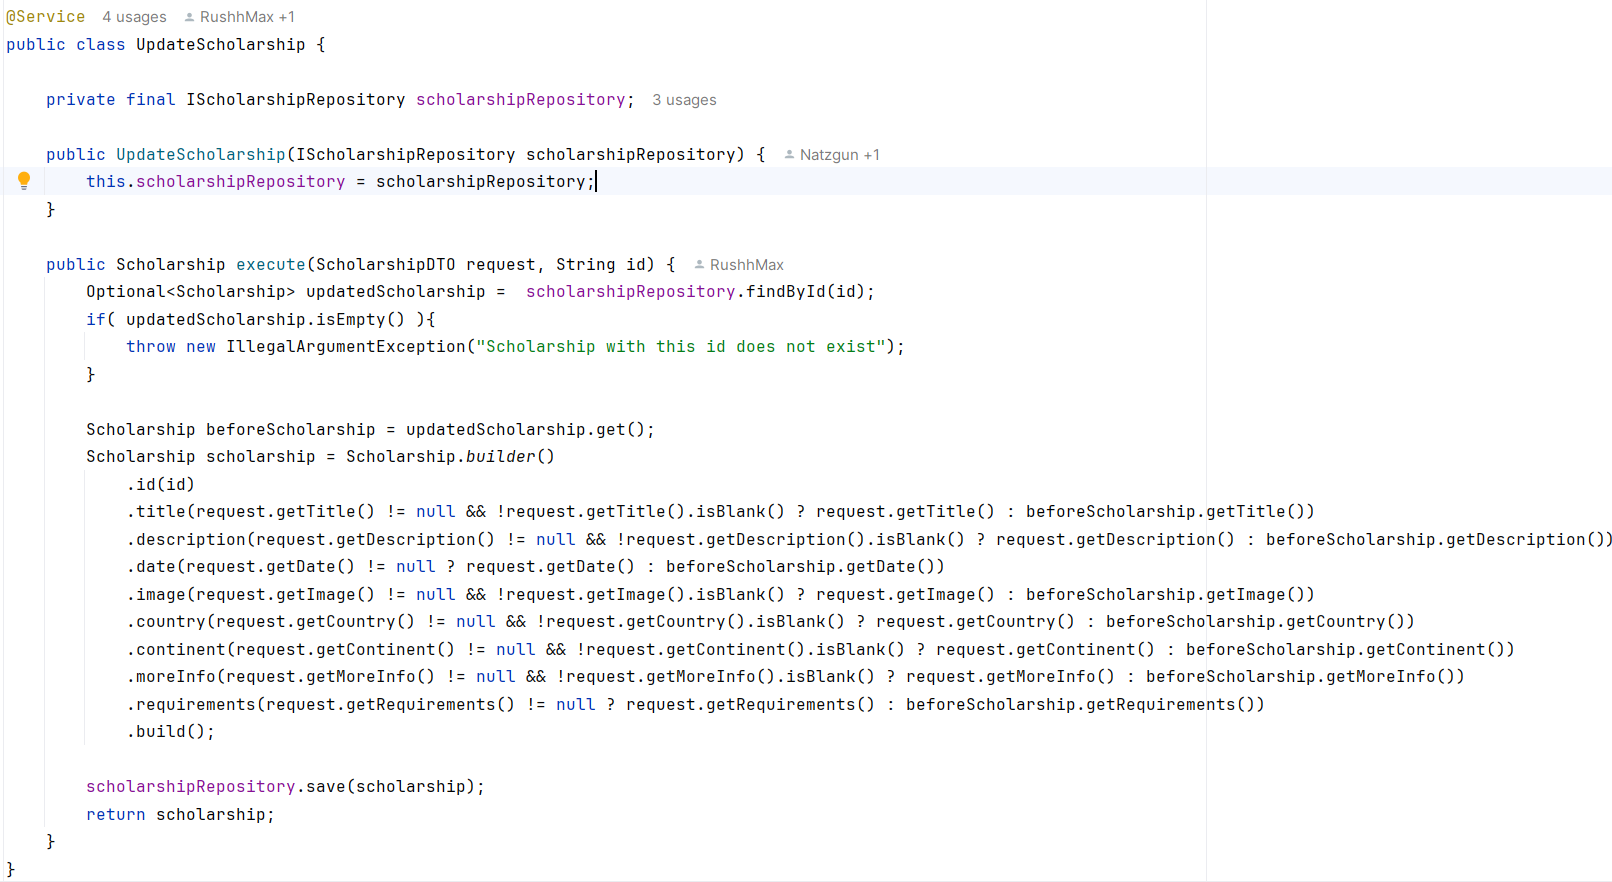 @Service 4 usages RushhMax +1
public class UpdateScholarship {
private final IScholarshipRepository scholarshipRepository; 3 usages
public UpdateScholarship(IScholarshipRepository scholarshipRepository) { Natzgun +1
this.scholarshipRepository = scholarshipRepository;
}
public Scholarship execute(ScholarshipDTO request, String id) { RushhMax
Optional<Scholarship> updatedScholarship =  scholarshipRepository.findById(id);
if( updatedScholarship.isEmpty() ){
throw new IllegalArgumentException("Scholarship with this id does not exist");
}
Scholarship beforeScholarship = updatedScholarship.get();
Scholarship scholarship = Scholarship.builder()
.id(id)
.title(request.getTitle() != null && !request.getTitle().isBlank() ? request.getTitle() : beforeScholarship.getTitle())
.description(request.getDescription() != null && !request.getDescription().isBlank() ? request.getDescription() : beforeScholarship.getDescription())
.date(request.getDate() != null ? request.getDate() : beforeScholarship.getDate())
.image(request.getImage() != null && !request.getImage().isBlank() ? request.getImage() : beforeScholarship.getImage())
.country(request.getCountry() != null && !request.getCountry().isBlank() ? request.getCountry() : beforeScholarship.getCountry())
.continent(request.getContinent() != null && !request.getContinent().isBlank() ? request.getContinent() : beforeScholarship.getContinent())
.moreInfo(request.getMoreInfo() != null && !request.getMoreInfo().isBlank() ? request.getMoreInfo() : beforeScholarship.getMoreInfo())
.requirements(request.getRequirements() != null ? request.getRequirements() : beforeScholarship.getRequirements())
.build();
scholarshipRepository.save(scholarship);
return scholarship;
}
}